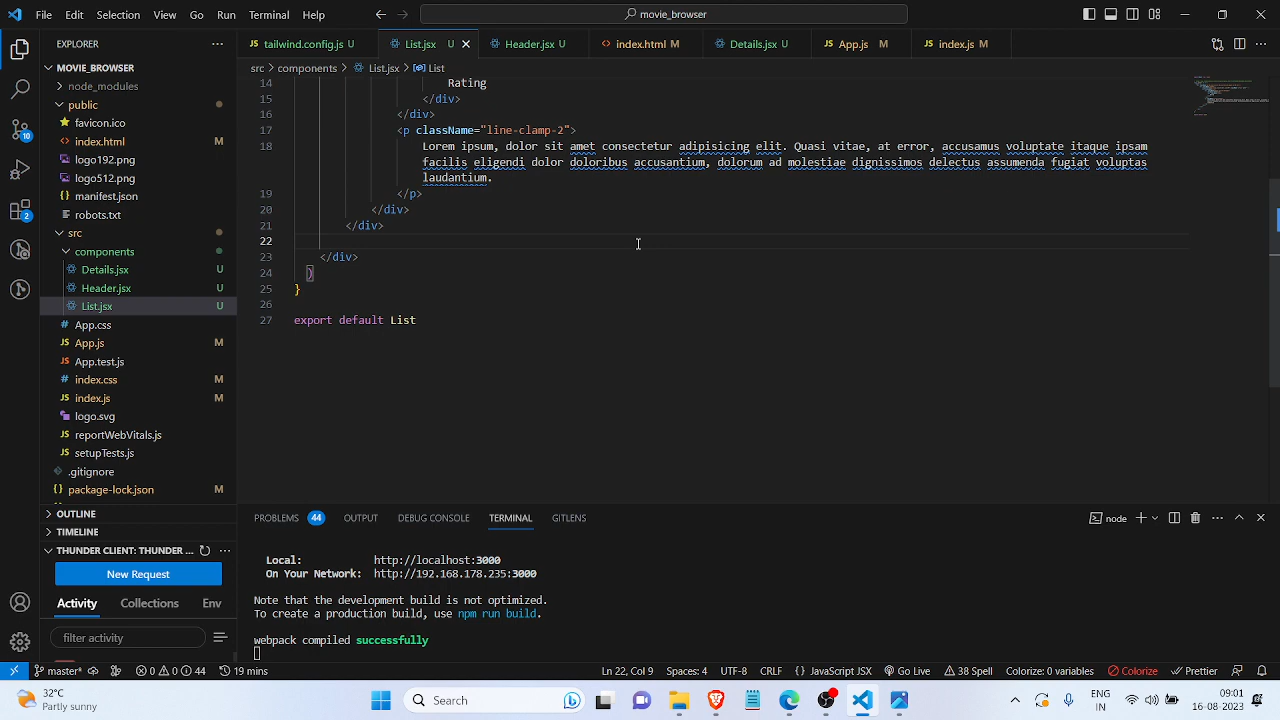 File Edit Selection View Go Run Terminal Help movie_browser
EXPLORER
MOVIE_BROWSER
node_modules
public
favicon.ico
index.html M
logo192.png
logo512.png
manifest.json
robots.txt
src
components
Details.jsx U
Header.jsx U
List.jsx U
App.css
App.js M
App.test.js
index.css M
index.js M
logo.svg
reportWebVitals.js
setupTests.js
.gitignore
package-lock.json M
OUTLINE
TIMELINE
THUNDER CLIENT: THUNDER ...
New Request
Activity Collections Env
filter activity
10
2
tailwind.config.js U List.jsx U Header.jsx U index.html M Details.jsx U App.js M index.js M
src > components > List.jsx > List
14 Rating
15 </div>
16 </div>
17 <p className="line-clamp-2">
18 Lorem ipsum, dolor sit amet consectetur adipisicing elit. Quasi vitae, at error, accusamus voluptate itaque ipsam
facilis eligendi dolor doloribus accusantium, dolorum ad molestiae dignissimos delectus assumenda fugiat voluptas
laudantium.
19 </p>
20 </div>
21 </div>
22
23 </div>
24 )
25 }
26
27 export default List
PROBLEMS 44 OUTPUT DEBUG CONSOLE TERMINAL GITLENS node
Local: http://localhost:3000
On Your Network: http://192.168.178.235:3000
Note that the development build is not optimized.
To create a production build, use npm run build.
webpack compiled successfully
master* 0 0 44 19 mins Ln 22, Col 9 Spaces: 4 UTF-8 CRLF {} JavaScript JSX Go Live 38 Spell Colorize: 0 variables Colorize Prettier
32°C
Partly sunny
Search
ENG
IN
09:01
16-08-2023